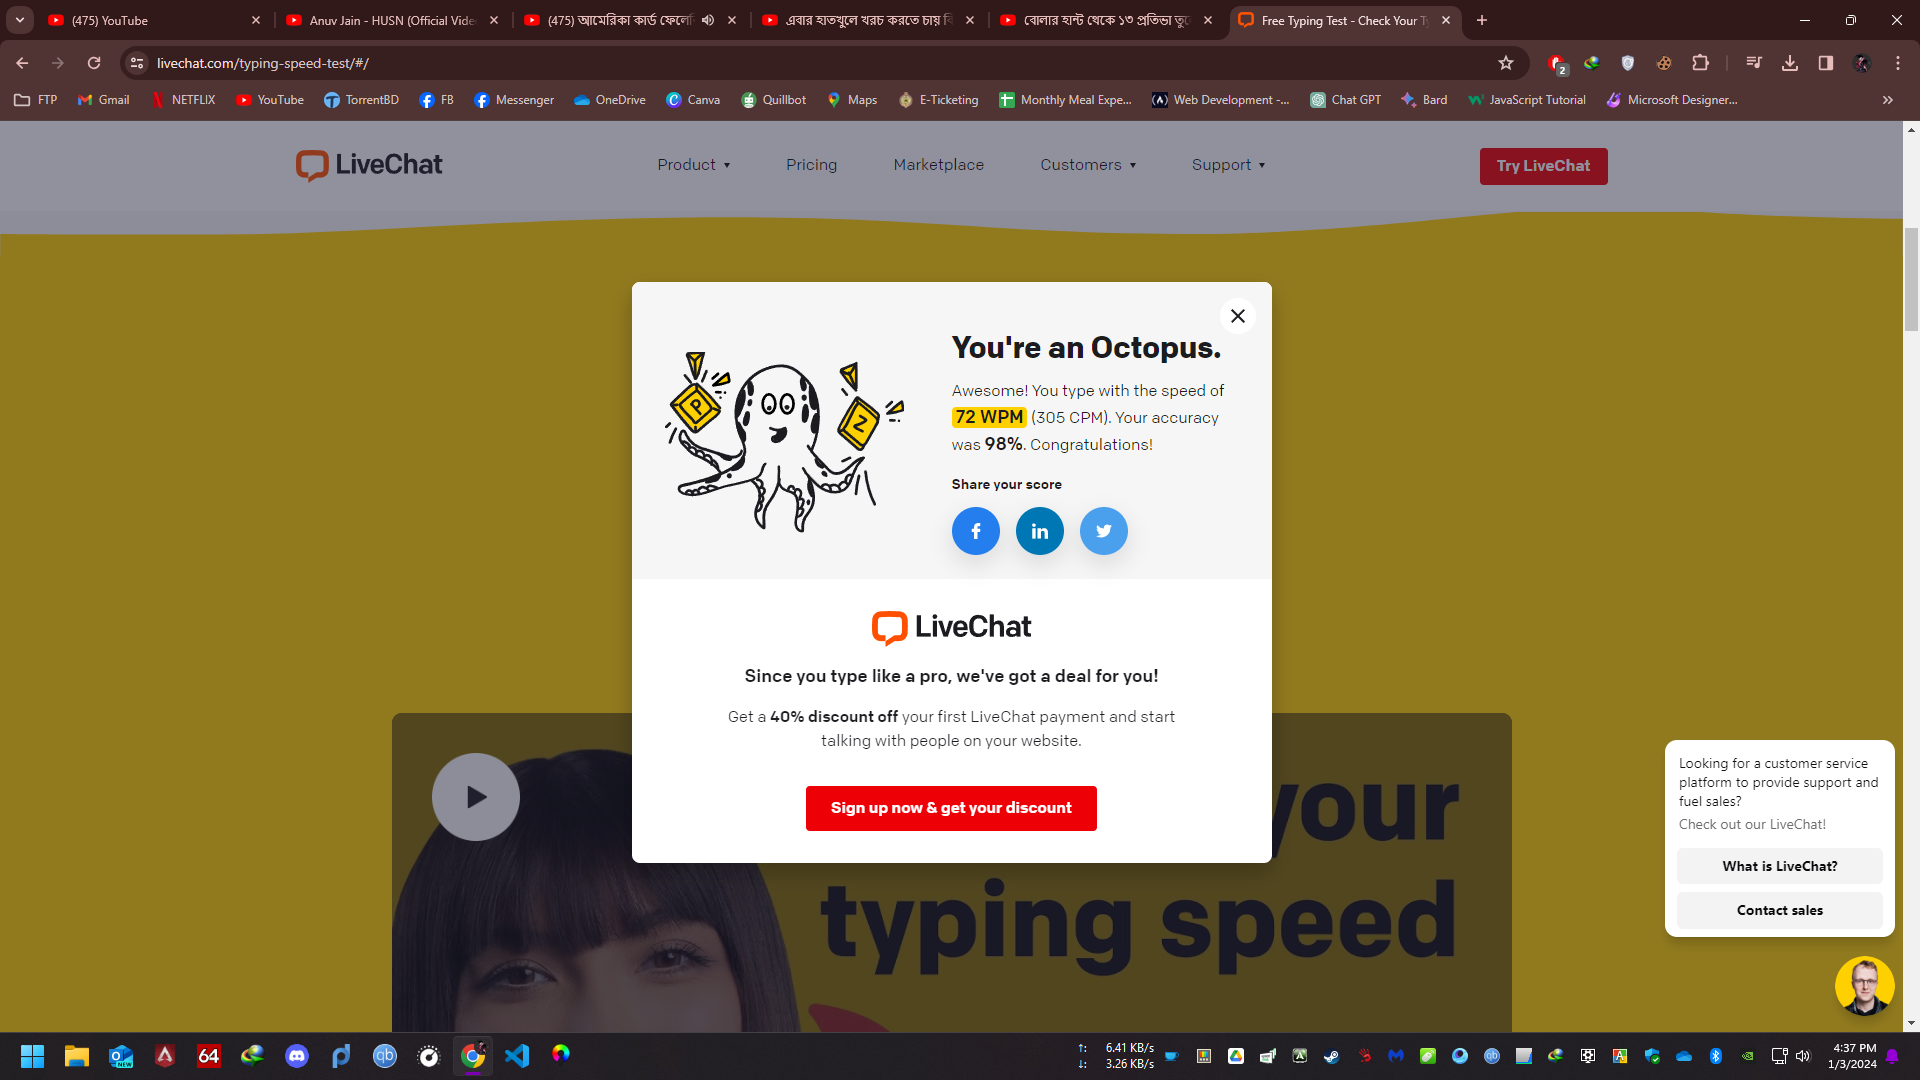 (475) YouTube
Anuv Jain - HUSN (Official Vide
(475) আমেরিকা কার্ড ফেলে
এবার হাতখুলে খরচ করতে চায় বি
বোলার হান্ট থেকে ১৩ প্রতিভা তু
Free Typing Test - Check Your T
livechat.com/typing-speed-test/#/
2
FTP
Gmail
NETFLIX
YouTube
TorrentBD
FB
Messenger
OneDrive
Canva
Quillbot
Maps
E-Ticketing
Monthly Meal Expe...
Web Development -...
Chat GPT
Bard
JavaScript Tutorial
Microsoft Designer...
LiveChat
Product
Pricing
Marketplace
Customers
Support
Try LiveChat
P
Z
You're an Octopus.
Awesome! You type with the speed of
72 WPM (305 CPM). Your accuracy
was 98%. Congratulations!
Share your score
LiveChat
Since you type like a pro, we've got a deal for you!
Get a 40% discount off your first LiveChat payment and start
talking with people on your website.
Sign up now & get your discount
your
typing speed
Looking for a customer service
platform to provide support and
fuel sales?
Check out our LiveChat!
What is LiveChat?
Contact sales
NEW
64
qb
6.41 KB/s
3.26 KB/s
4:37 PM
1/3/2024